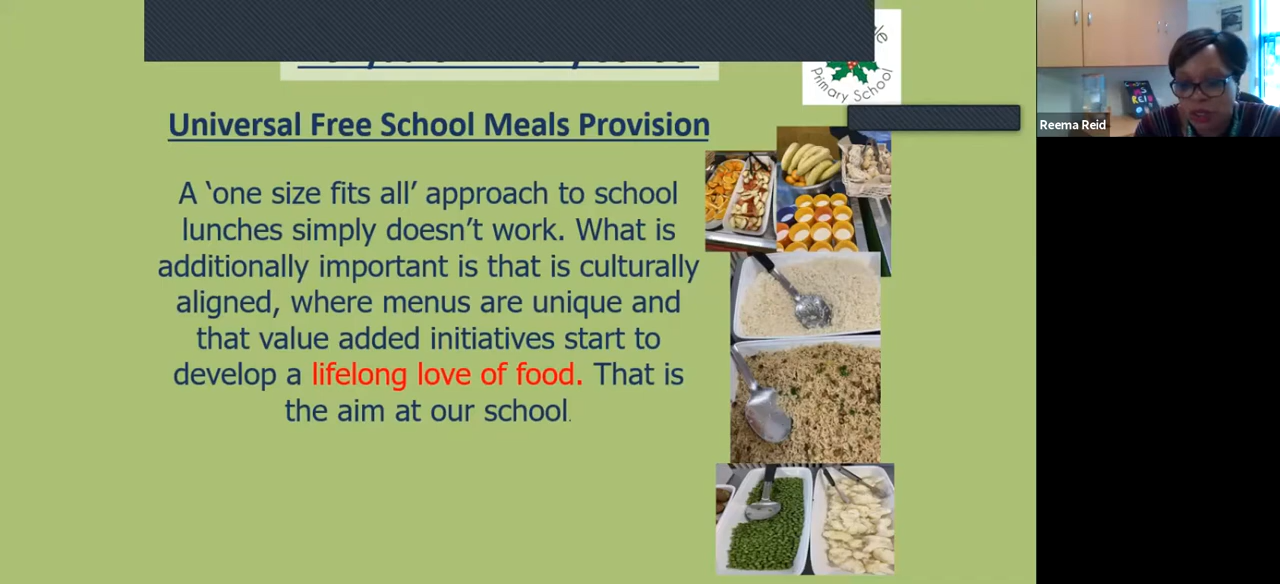 Universal Free School Meals Provision
A ‘one size fits all’ approach to school
lunches simply doesn’t work. What is
additionally important is that is culturally
aligned, where menus are unique and
that value added initiatives start to
develop a lifelong love of food. That is
the aim at our school.
Primary School
REID
Reema Reid